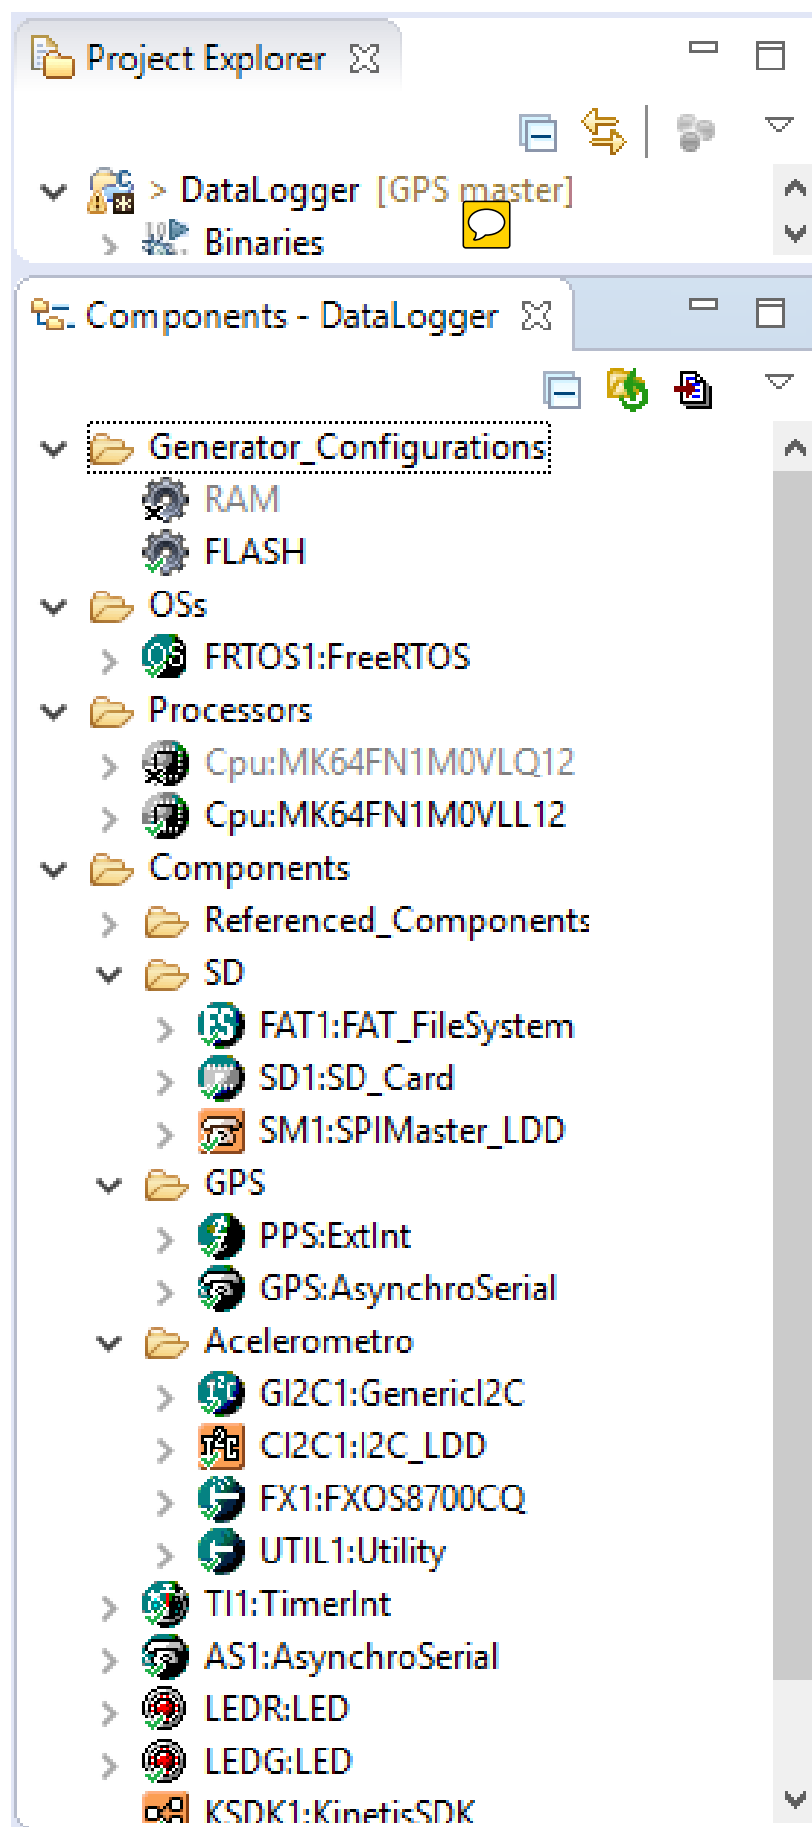 Project Explorer
> DataLogger [GPS master]
Binaries
Components - DataLogger
Generator_Configurations
RAM
FLASH
OSs
FRTOS1:FreeRTOS
Processors
Cpu:MK64FN1M0VLQ12
Cpu:MK64FN1M0VLL12
Components
Referenced_Components
SD
FAT1:FAT_FileSystem
SD1:SD_Card
SM1:SPIMaster_LDD
GPS
PPS:ExtInt
GPS:AsynchroSerial
Acelerometro
GI2C1:GenericI2C
CI2C1:I2C_LDD
FX1:FXOS8700CQ
UTIL1:Utility
TI1:TimerInt
AS1:AsynchroSerial
LEDR:LED
LEDG:LED
KSDK1:KinetisSDK